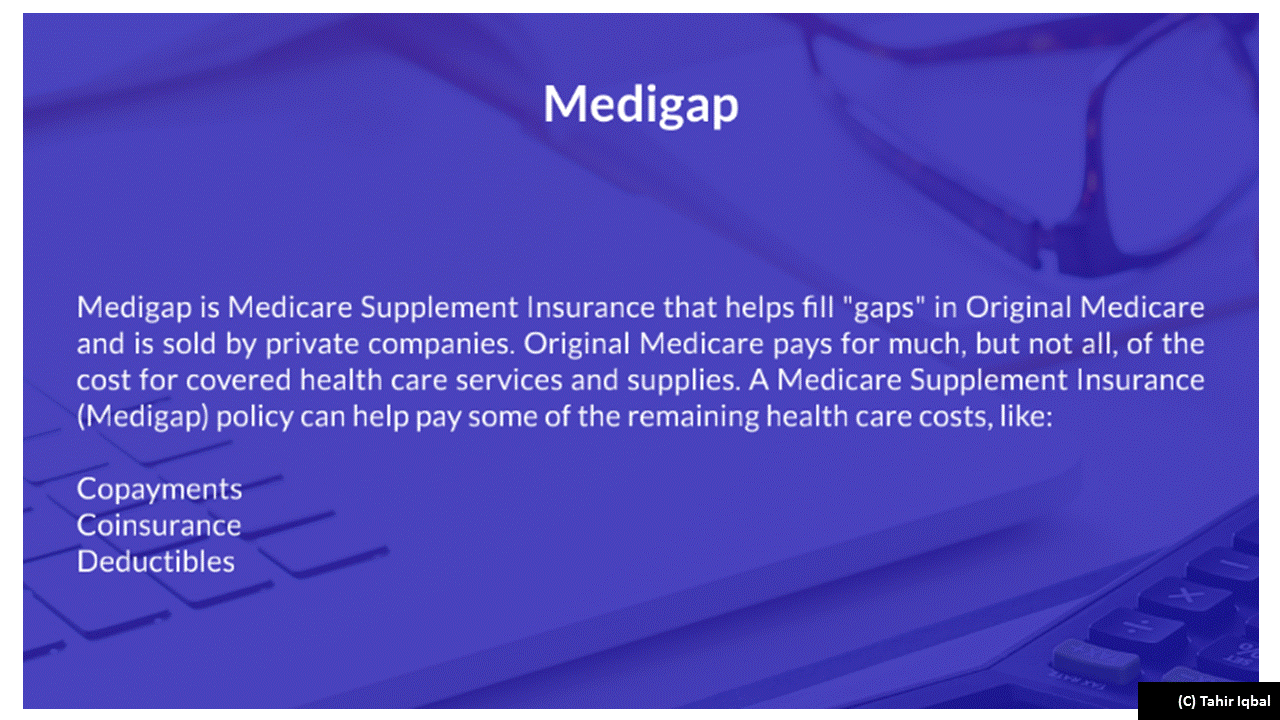 Medigap
Medigap is Medicare Supplement Insurance that helps fill "gaps" in Original Medicare
and is sold by private companies. Original Medicare pays for much, but not all, of the
cost for covered health care services and supplies. A Medicare Supplement Insurance
(Medigap) policy can help pay some of the remaining health care costs, like:
Copayments
Coinsurance
Deductibles
%
SET
TAX RATE
(C) Tahir Iqbal